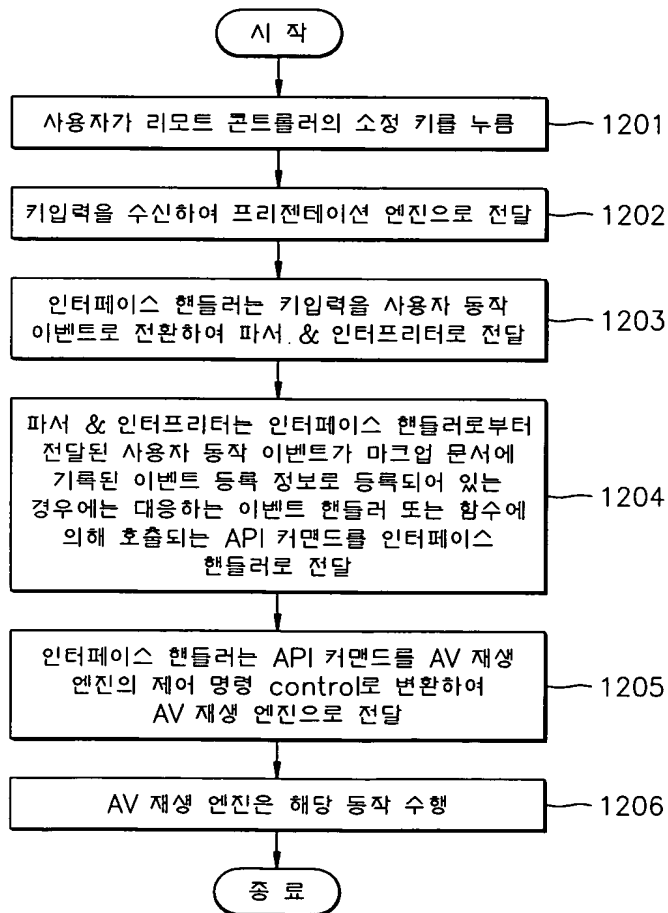 시 작
사용자가 리모트 콘트롤러의 소정 키를 누름
1201
키입력을 수신하여 프리젠테이션 엔진으로 전달
1202
인터페이스 핸들러는 키입력을 사용자 동작
이벤트로 전환하여 파서 & 인터프리터로 전달
1203
파서 & 인터프리터는 인터페이스 핸들러로부터
전달된 사용자 동작 이벤트가 마크업 문서에
기록된 이벤트 등록 정보로 등록되어 있는
경우에는 대응하는 이벤트 핸들러 또는 함수에
의해 호출되는 API 커맨드를 인터페이스
핸들러로 전달
1204
인터페이스 핸들러는 API 커맨드를 AV 재생
엔진의 제어 명령 control로 변환하여
AV 재생 엔진으로 전달
1205
AV 재생 엔진은 해당 동작 수행
1206
종 료